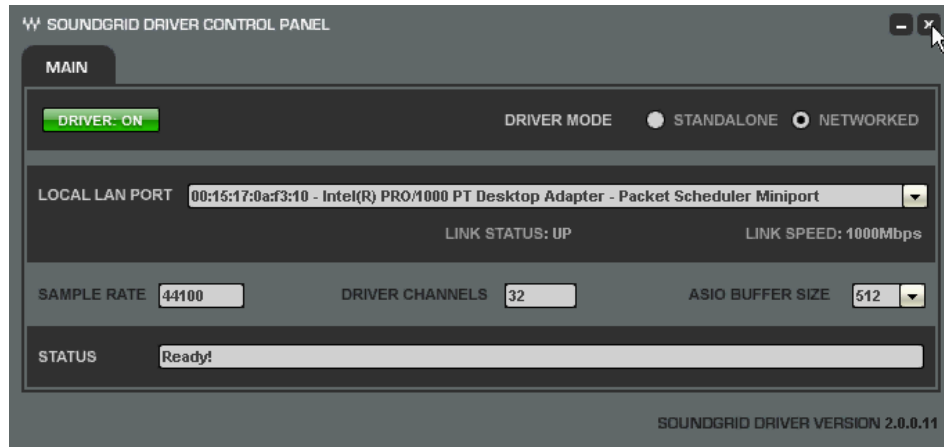 SOUNDGRID DRIVER CONTROL PANEL
MAIN
DRIVER: ON DRIVER MODE STANDALONE NETWORKED
LOCAL LAN PORT 00:15:17:0a:f3:10 - Intel(R) PRO/1000 PT Desktop Adapter - Packet Scheduler Miniport
LINK STATUS: UP LINK SPEED: 1000Mbps
SAMPLE RATE 44100 DRIVER CHANNELS 32 ASIO BUFFER SIZE 512
STATUS Ready!
SOUNDGRID DRIVER VERSION 2.0.0.11